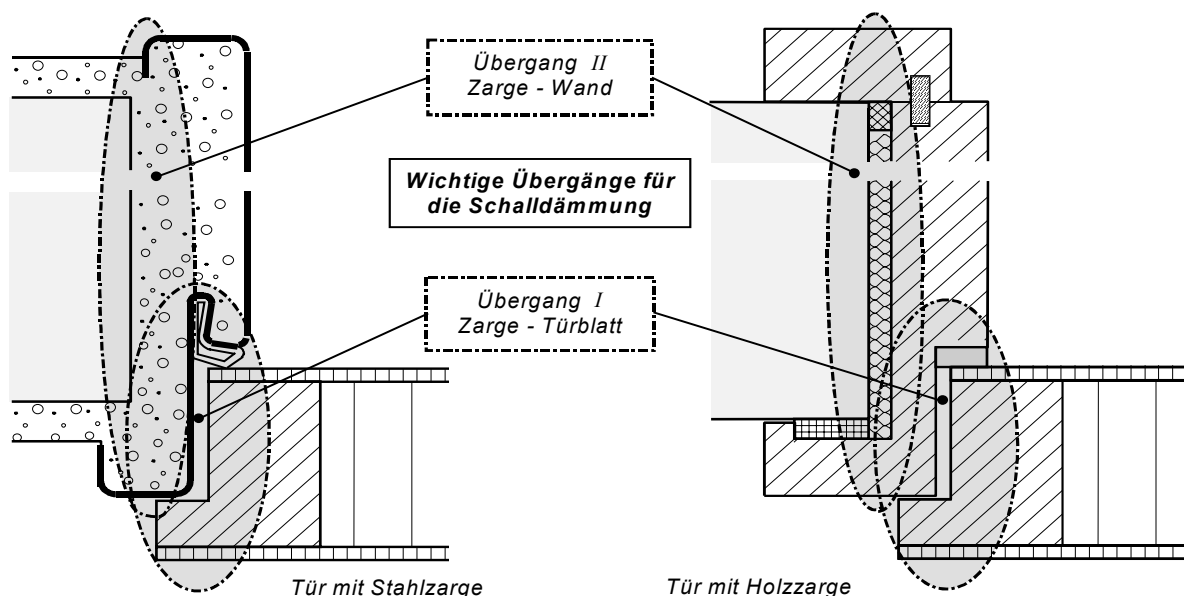 Übergang II
Zarge - Wand
Wichtige Übergänge für
die Schalldämmung
Übergang I
Zarge - Türblatt
Tür mit Stahlzarge
Tür mit Holzzarge